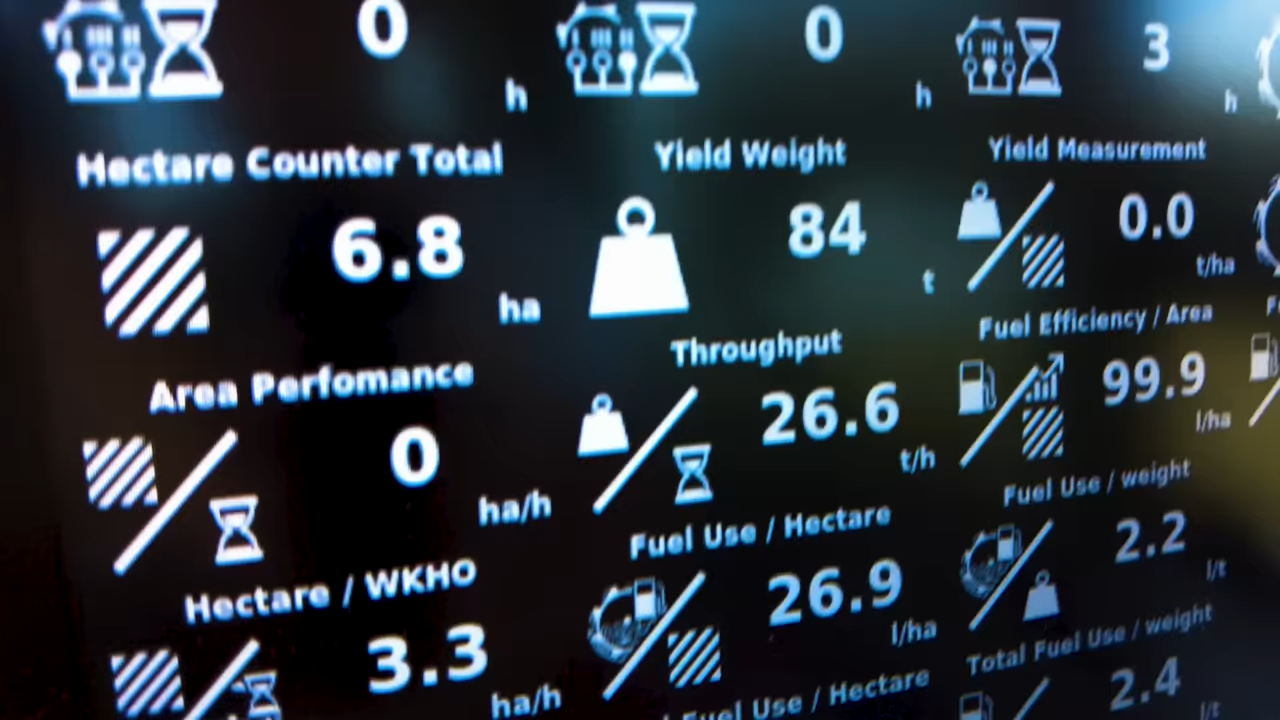 0 h
0 h
3 h
Hectare Counter Total
6.8 ha
Yield Weight
84 t
Yield Measurement
0.0 t/ha
Area Perfomance
0 ha/h
Throughput
26.6 t/h
Fuel Efficiency / Area
99.9 l/ha
Hectare / WKHO
3.3 ha/h
Fuel Use / Hectare
26.9 l/ha
Fuel Use / weight
2.2 l/t
Fuel Use / Hectare
Total Fuel Use / weight
2.4 l/t